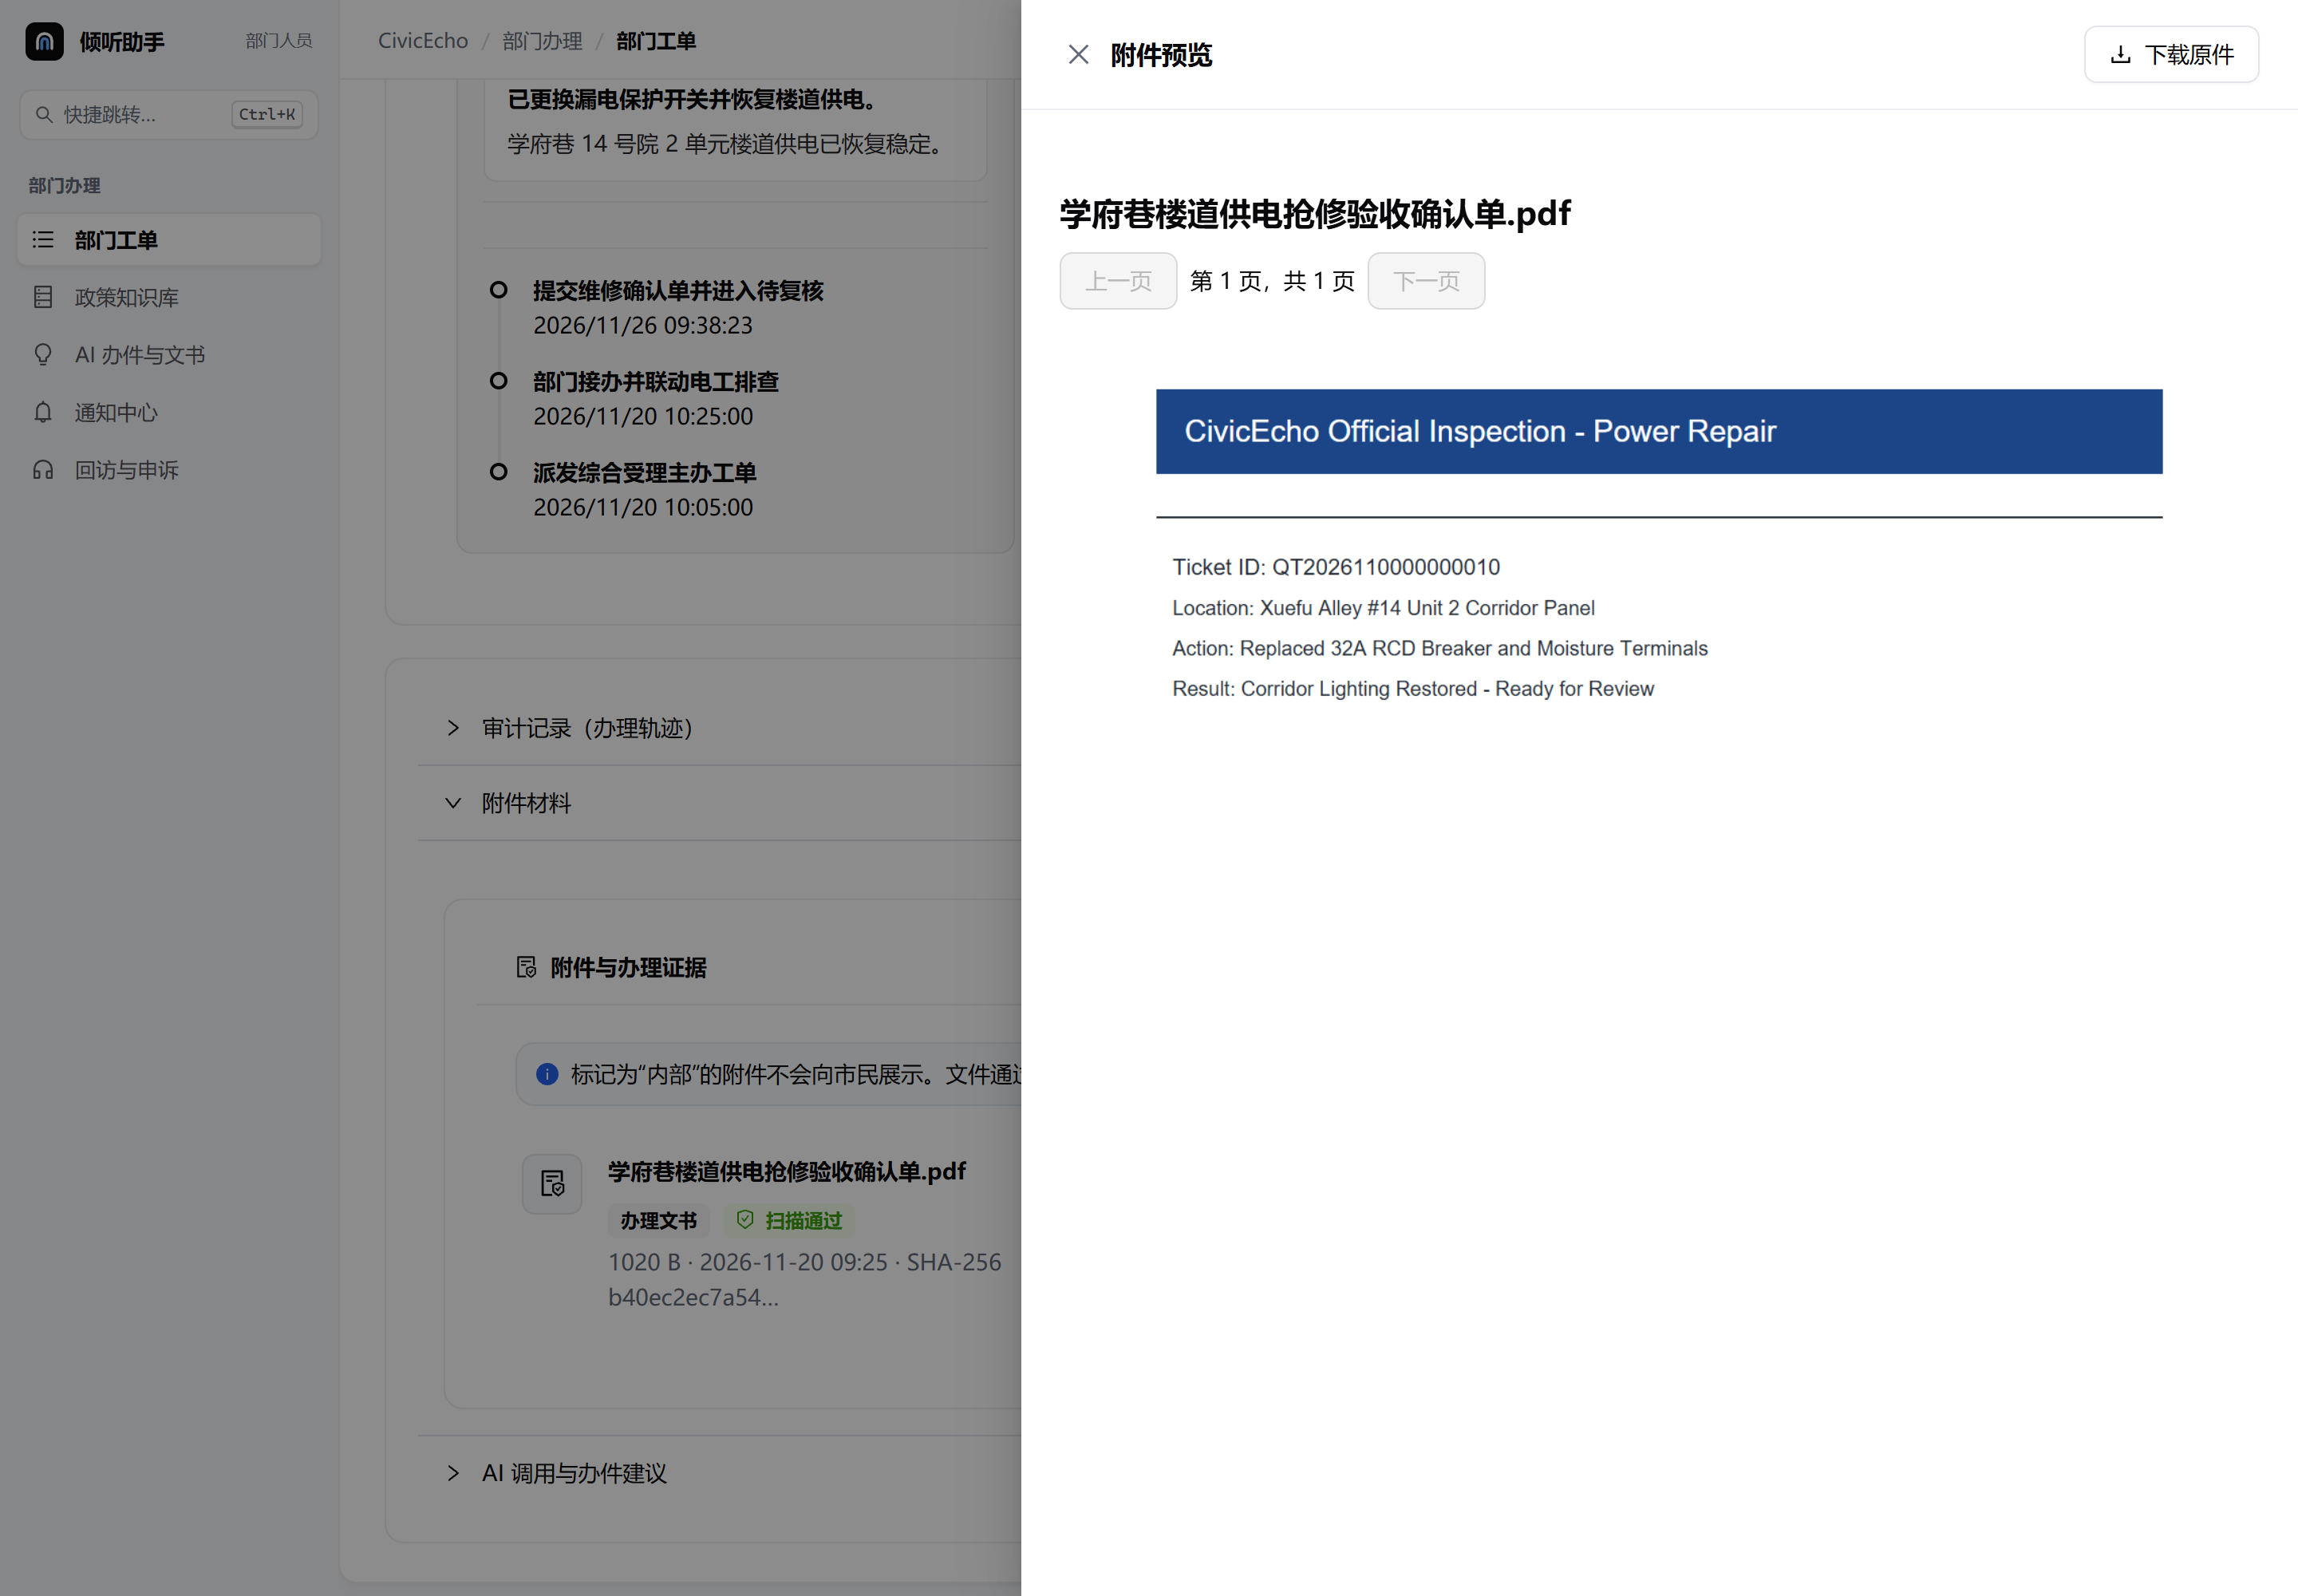 倾听助手
部门人员
快捷跳转...
Ctrl+K
部门办理
部门工单
政策知识库
AI 办件与文书
通知中心
回访与申诉
CivicEcho / 部门办理 / 部门工单
已更换漏电保护开关并恢复楼道供电。
学府巷 14 号院 2 单元楼道供电已恢复稳定。
提交维修确认单并进入待复核
2026/11/26 09:38:23
部门接办并联动电工排查
2026/11/20 10:25:00
派发综合受理主办工单
2026/11/20 10:05:00
审计记录（办理轨迹）
附件材料
附件与办理证据
标记为“内部”的附件不会向市民展示。文件通过
学府巷楼道供电抢修验收确认单.pdf
办理文书
扫描通过
1020 B · 2026-11-20 09:25 · SHA-256
b40ec2ec7a54...
AI 调用与办件建议
附件预览
下载原件
学府巷楼道供电抢修验收确认单.pdf
上一页
第 1 页，共 1 页
下一页
CivicEcho Official Inspection - Power Repair
Ticket ID: QT2026110000000010
Location: Xuefu Alley #14 Unit 2 Corridor Panel
Action: Replaced 32A RCD Breaker and Moisture Terminals
Result: Corridor Lighting Restored - Ready for Review